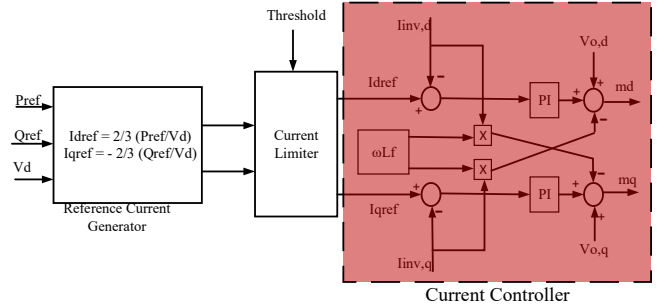 Threshold
Iinv,d
Vo,d
Pref
Qref
Vd
Idref = 2/3 (Pref/Vd)
Iqref = - 2/3 (Qref/Vd)
Reference Current
Generator
Current
Limiter
Idref
−
+
PI
+
+
−
md
X
ωLf
X
Iqref
+
−
PI
+
−
+
mq
Iinv,q
Vo,q
Current Controller